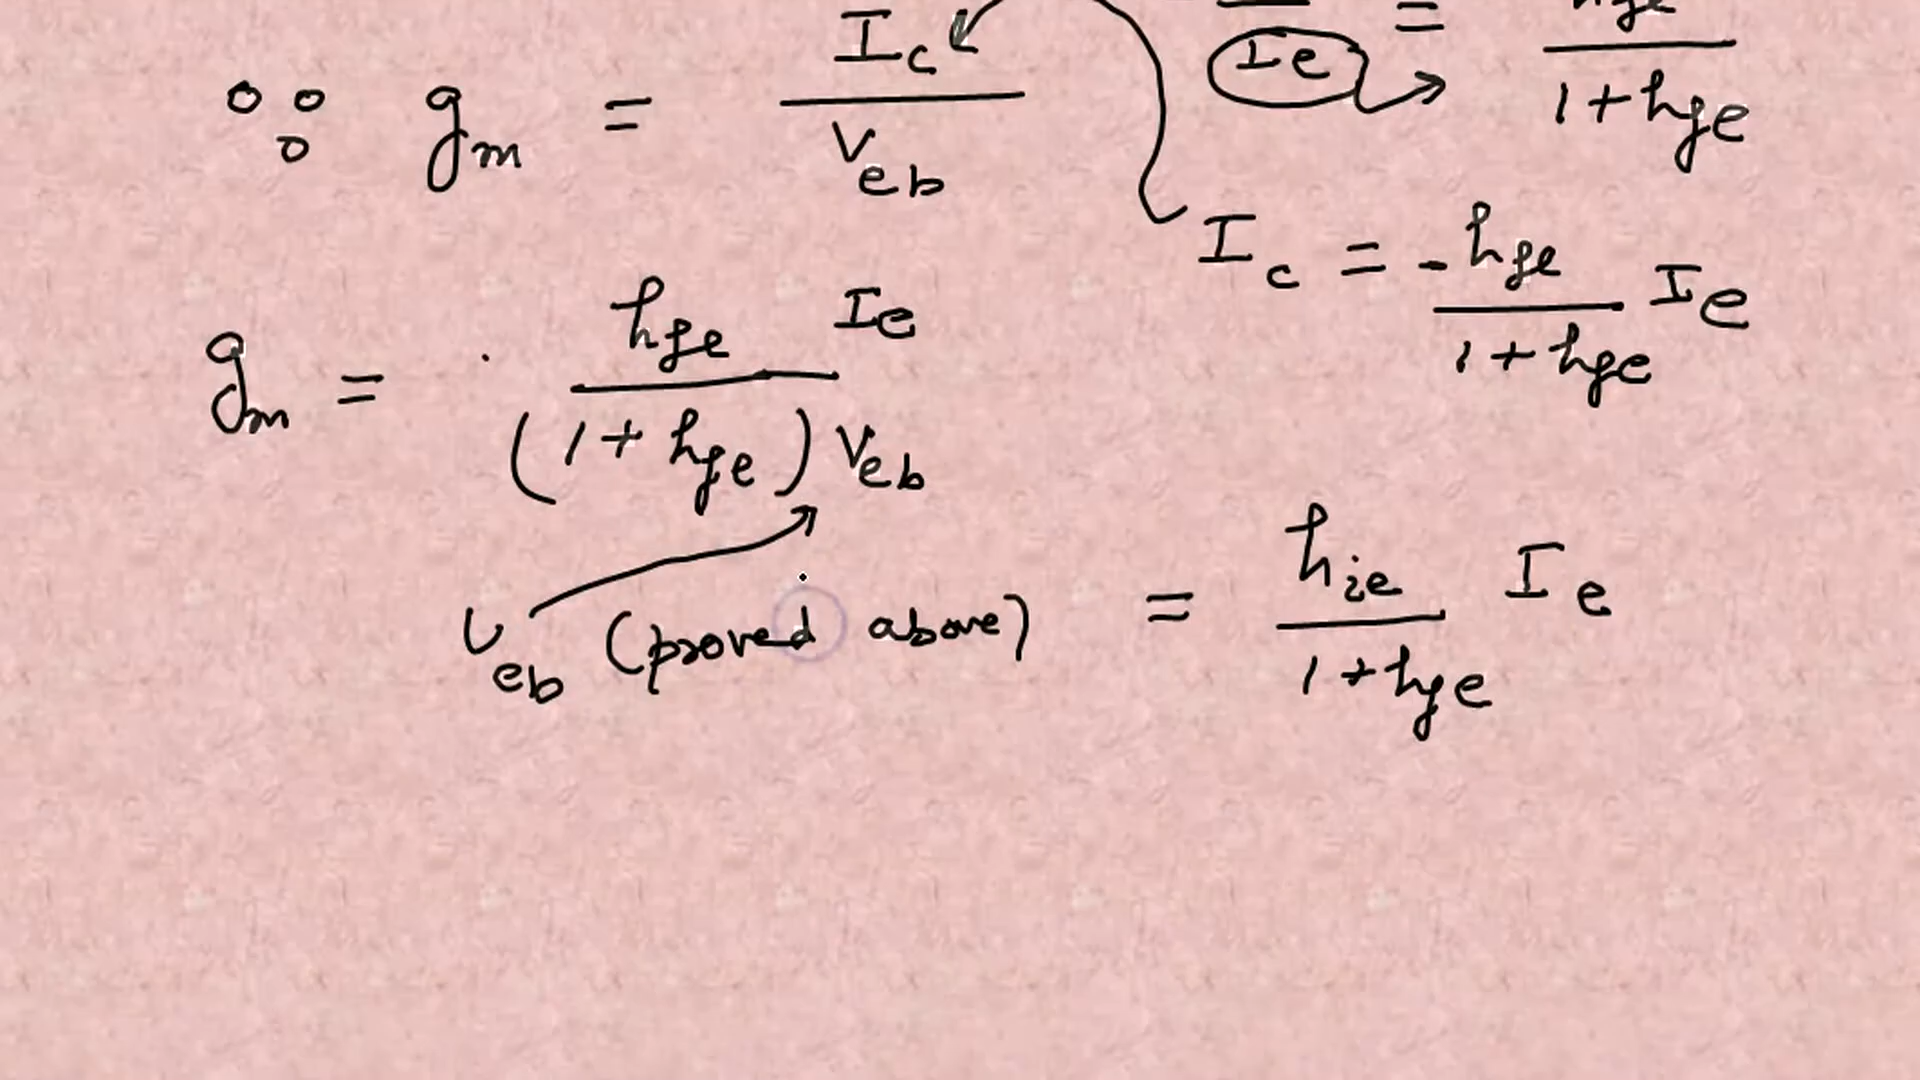 ∴ gm = Ic / Veb
Ie = hfe / 1 + hfe
Ic = - hfe / 1 + hfe Ie
gm = hfe Ie / (1 + hfe) Veb
Veb (proved above) = hie / 1 + hfe Ie